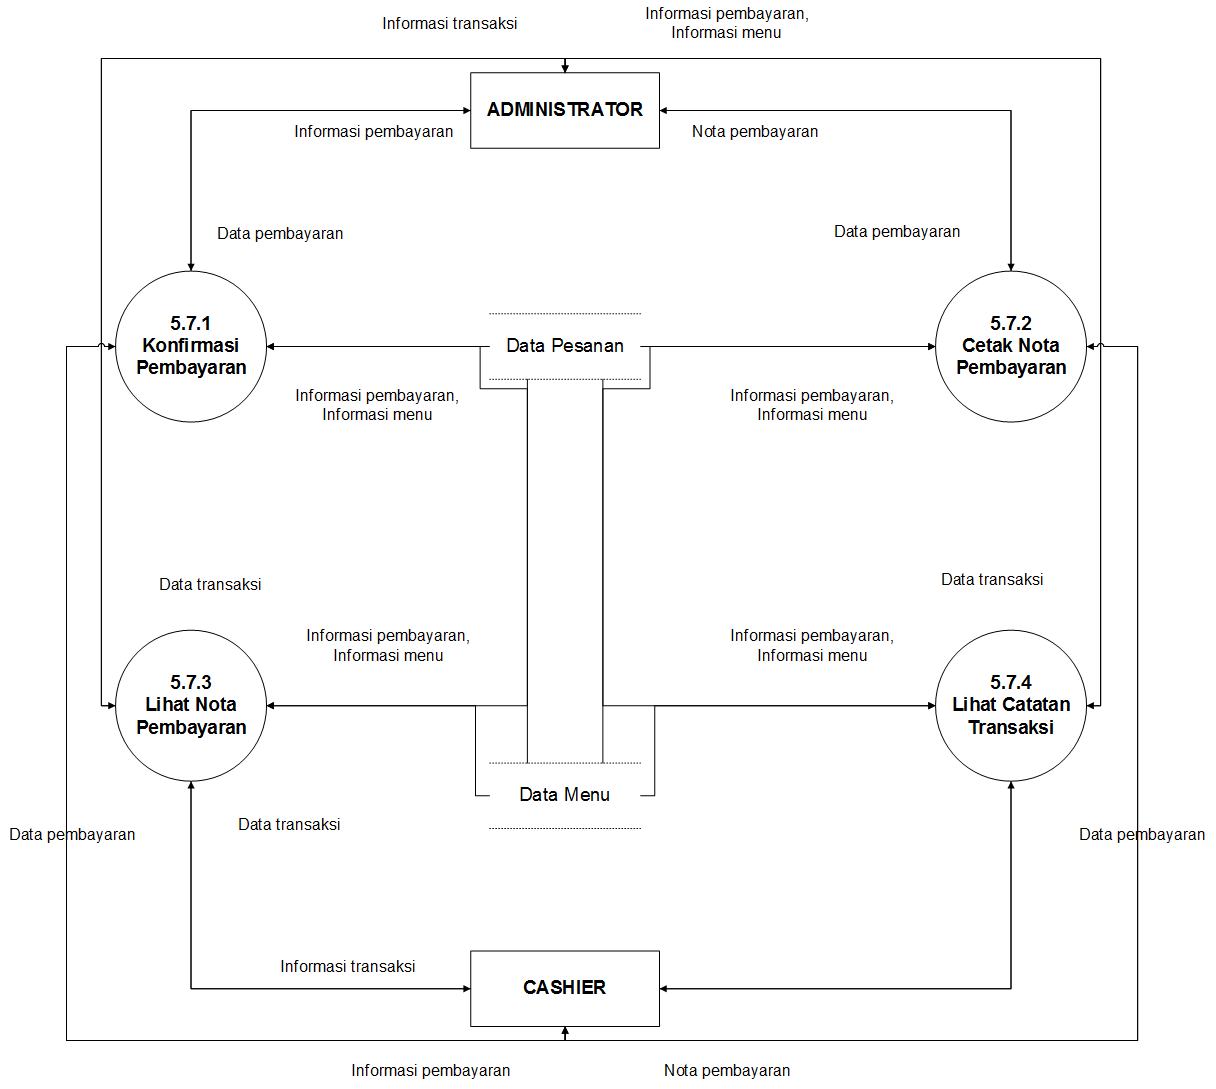 Informasi transaksi
Informasi pembayaran,
Informasi menu
ADMINISTRATOR
Informasi pembayaran
Nota pembayaran
Data pembayaran
Data pembayaran
5.7.1
Konfirmasi
Pembayaran
Data Pesanan
5.7.2
Cetak Nota
Pembayaran
Informasi pembayaran,
Informasi menu
Informasi pembayaran,
Informasi menu
Data transaksi
Data transaksi
Informasi pembayaran,
Informasi menu
Informasi pembayaran,
Informasi menu
5.7.3
Lihat Nota
Pembayaran
5.7.4
Lihat Catatan
Transaksi
Data Menu
Data pembayaran
Data transaksi
Data pembayaran
Informasi transaksi
CASHIER
Informasi pembayaran
Nota pembayaran